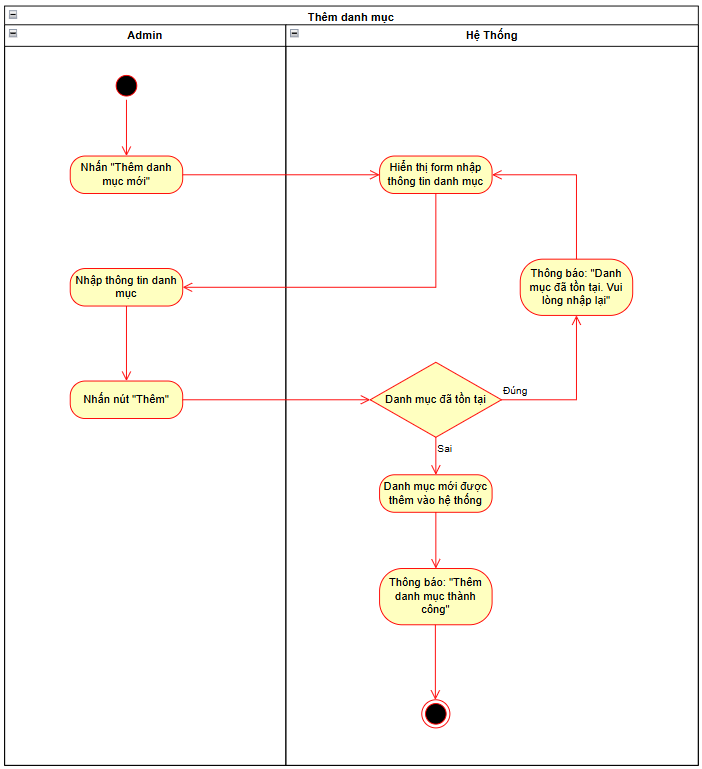 Thêm danh mục
Admin
Hệ Thống
Nhấn "Thêm danh
mục mới"
Hiển thị form nhập
thông tin danh mục
Nhập thông tin danh
mục
Thông báo: "Danh
mục đã tồn tại. Vui
lòng nhập lại"
Nhấn nút "Thêm"
Danh mục đã tồn tại
Đúng
Sai
Danh mục mới được
thêm vào hệ thống
Thông báo: "Thêm
danh mục thành
công"